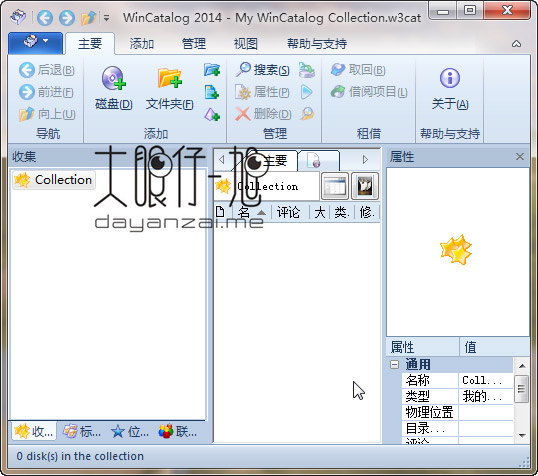 WinCatalog 2014 - My WinCatalog Collection.w3cat
主要 添加 管理 视图 帮助与支持
后退(B) 磁盘(D) 文件夹(F) 搜索(S) 取回(B) 关于(A)
前进(F) 属性(P) 借阅项目(L)
向上(U) 删除(D)
导航 添加 管理 租借 帮助与支持
收集 主要 属性
大眼仔~旭
dayanzai.me
Collection Collection
名 评论 大 类. 修.
属性 值
通用
名称 Coll...
类型 我的...
物理位置
目录...
评论
收... 标... 位... 联...
0 disk(s) in the collection